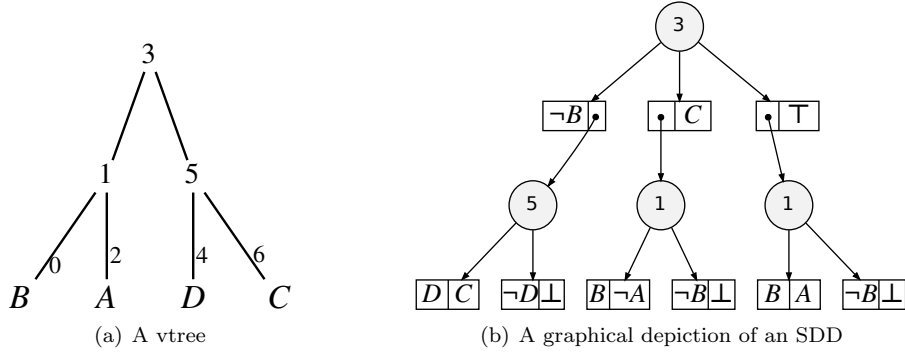 3
3
¬B C ⊤
1 5
5 1 1
0 2 4 6
B A D C
D C ¬D ⊥ B ¬A ¬B ⊥ B A ¬B ⊥
(a) A vtree
(b) A graphical depiction of an SDD